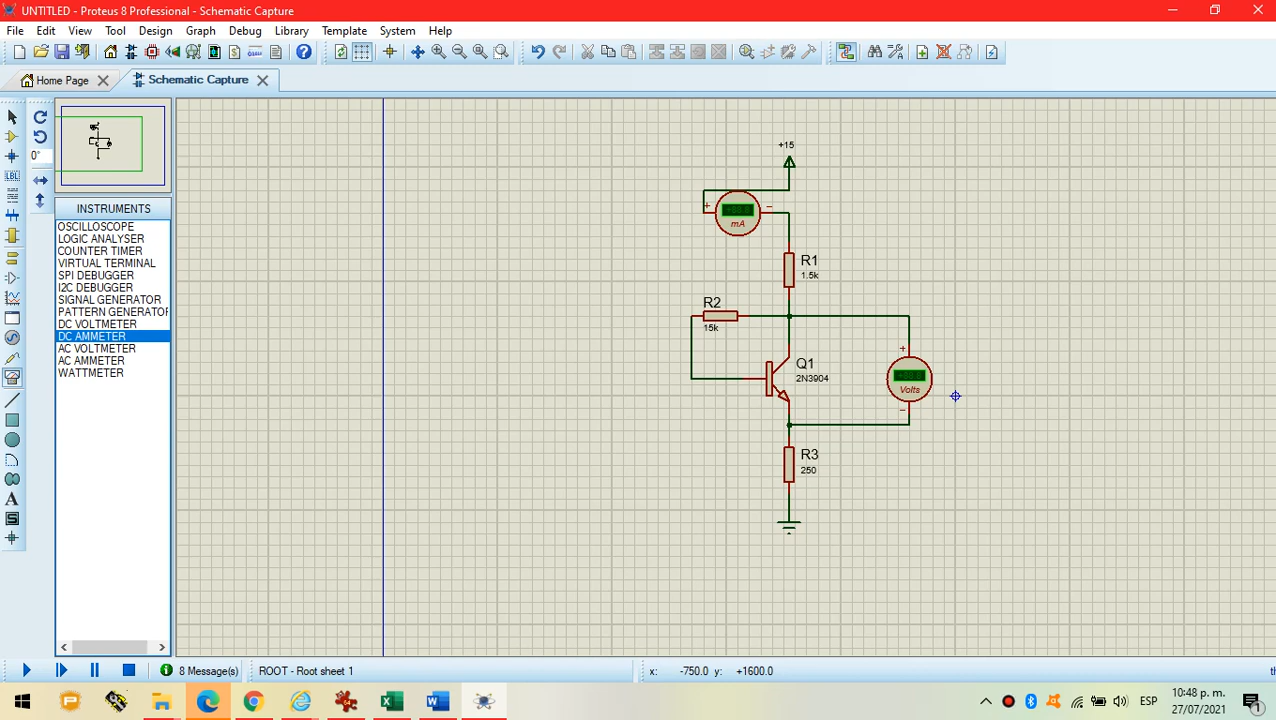 UNTITLED - Proteus 8 Professional - Schematic Capture
File Edit View Tool Design Graph Debug Library Template System Help
Home Page Schematic Capture
0°
LBL
INSTRUMENTS
OSCILLOSCOPE
LOGIC ANALYSER
COUNTER TIMER
VIRTUAL TERMINAL
SPI DEBUGGER
I2C DEBUGGER
SIGNAL GENERATOR
PATTERN GENERATOR
DC VOLTMETER
DC AMMETER
AC VOLTMETER
AC AMMETER
WATTMETER
A
S
+15
+ −
mA
R1
1.5k
R2
15k
Q1
2N3904
+
Volts
−
R3
250
8 Message(s) ROOT - Root sheet 1 x: -750.0 y: +1600.0 th
ESP
10:48 p. m.
27/07/2021
1